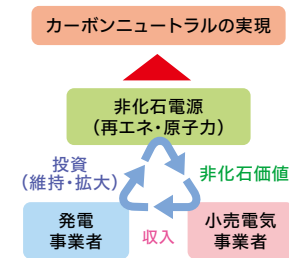 カーボンニュートラルの実現
非化石電源
（再エネ・原子力）
投資
（維持・拡大）
非化石価値
発電
事業者
収入
小売電気
事業者